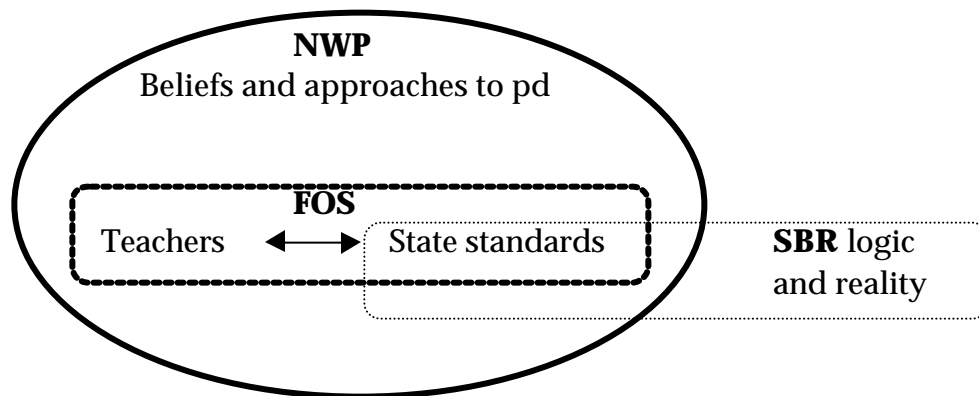 NWP
Beliefs and approaches to pd
FOS
Teachers
State standards
SBR logic
and reality